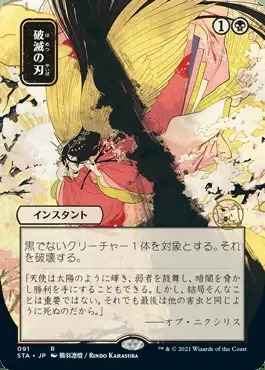 破滅の刃
はめつ やいば
1
インスタント
黒でないクリーチャー1体を対象とする。それ
を破壊する。
「天使は太陽のように輝き、弱者を鼓舞し、暗闇を脅か
し勝利を手にすることもできる。しかし、結局そんなこ
とは重要ではない。それでも最後は他の害虫と同じよ
うに死ぬのだから。」
――オブ・ニクシリス
091 R
STA・JP 鴉羽凛燈/RINDO KARASUBA
™ & © 2021 Wizards of the Coast